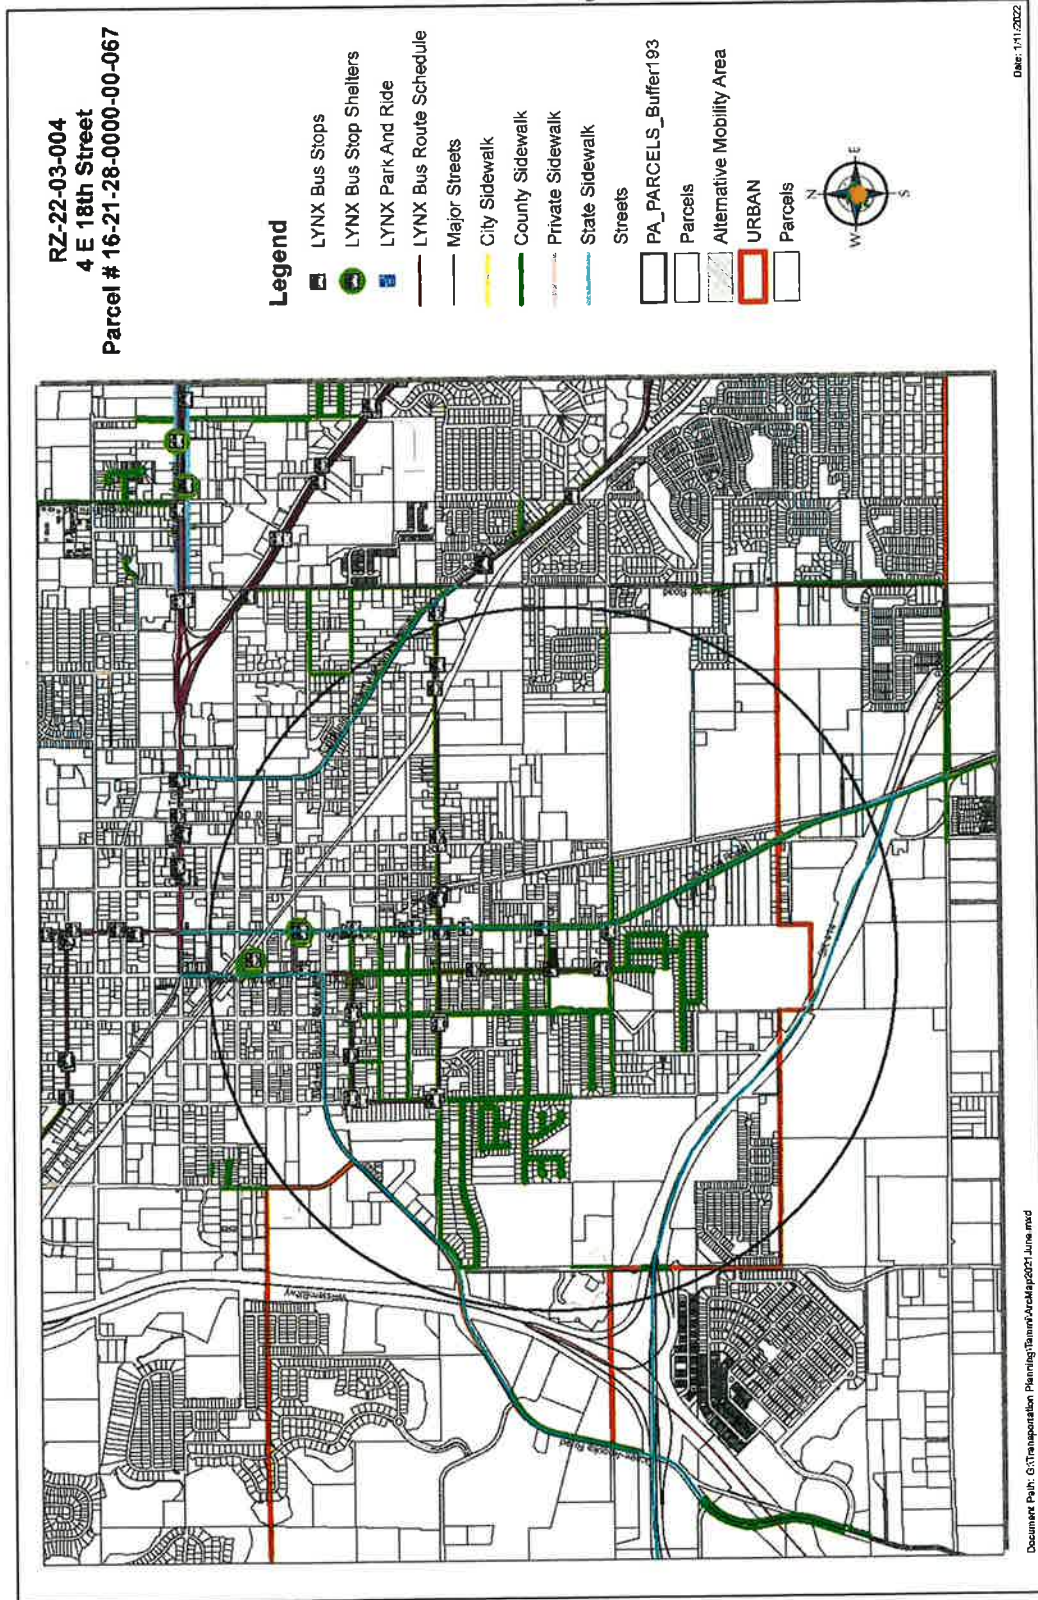 RZ-22-03-004
4 E 18th Street
Parcel # 16-21-28-0000-00-067
Legend
LYNX Bus Stops
LYNX Bus Stop Shelters
LYNX Park And Ride
LYNX Bus Route Schedule
Major Streets
City Sidewalk
County Sidewalk
Private Sidewalk
State Sidewalk
Streets
PA_PARCELS_Buffer193
Parcels
Alternative Mobility Area
URBAN
Parcels
N
W
E
S
Date: 1/11/2022
Document Path: G:\Transportation Planning\Tammi\ArcMap\2021 June.mxd